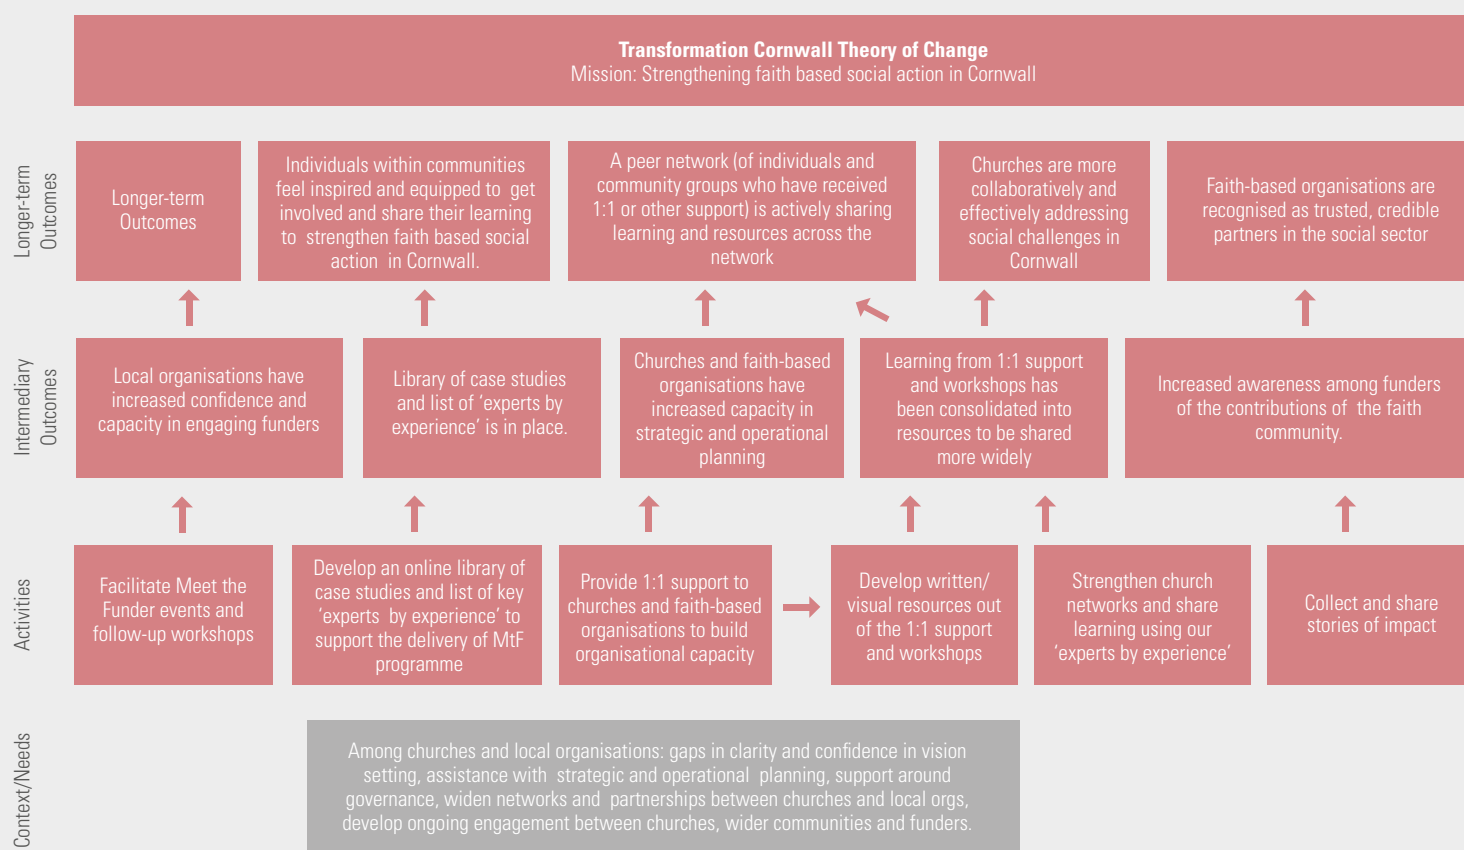 Transformation Cornwall Theory of Change
Mission: Strengthening faith based social action in Cornwall
Longer-term
Outcomes
Longer-term
Outcomes
Individuals within communities
feel inspired and equipped to get
involved and share their learning
to strengthen faith based social
action in Cornwall.
A peer network (of individuals and
community groups who have received
1:1 or other support) is actively sharing
learning and resources across the
network
Churches are more
collaboratively and
effectively addressing
social challenges in
Cornwall
Faith-based organisations are
recognised as trusted, credible
partners in the social sector
Intermediary
Outcomes
Local organisations have
increased confidence and
capacity in engaging funders
Library of case studies
and list of ‘experts by
experience’ is in place.
Churches and faith-based
organisations have
increased capacity in
strategic and operational
planning
Learning from 1:1 support
and workshops has
been consolidated into
resources to be shared
more widely
Increased awareness among funders
of the contributions of the faith
community.
Activities
Facilitate Meet the
Funder events and
follow-up workshops
Develop an online library of
case studies and list of key
‘experts by experience’ to
support the delivery of MtF
programme
Provide 1:1 support to
churches and faith-based
organisations to build
organisational capacity
Develop written/
visual resources out
of the 1:1 support
and workshops
Strengthen church
networks and share
learning using our
‘experts by experience’
Collect and share
stories of impact
Context/Needs
Among churches and local organisations: gaps in clarity and confidence in vision
setting, assistance with strategic and operational planning, support around
governance, widen networks and partnerships between churches and local orgs,
develop ongoing engagement between churches, wider communities and funders.